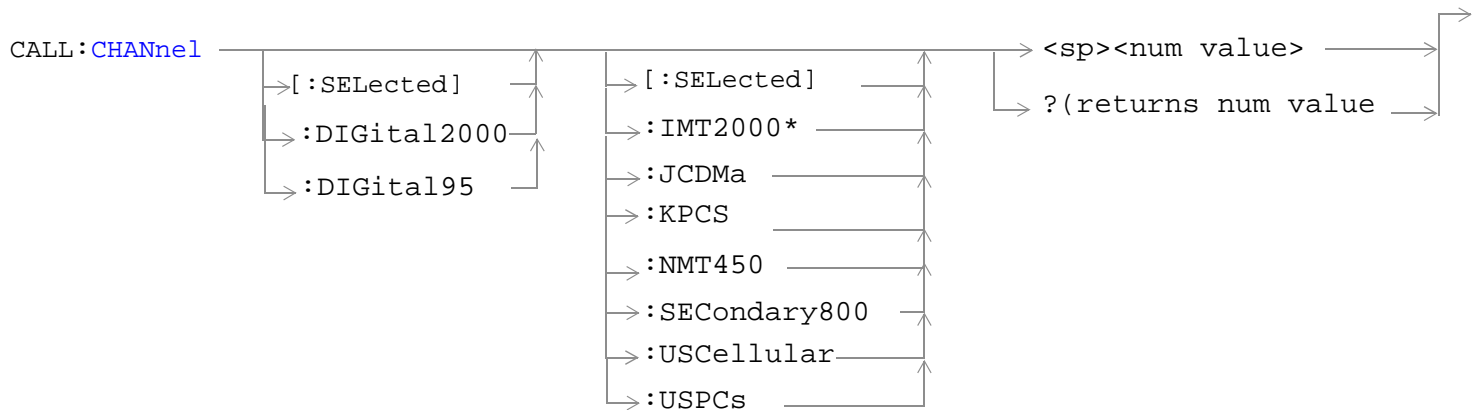 CALL:CHANnel
[:SELected]
:DIGital2000
:DIGital95
[:SELected]
:IMT2000*
:JCDMa
:KPCS
:NMT450
:SECondary800
:USCellular
:USPCs
<sp><num value>
?(returns num value